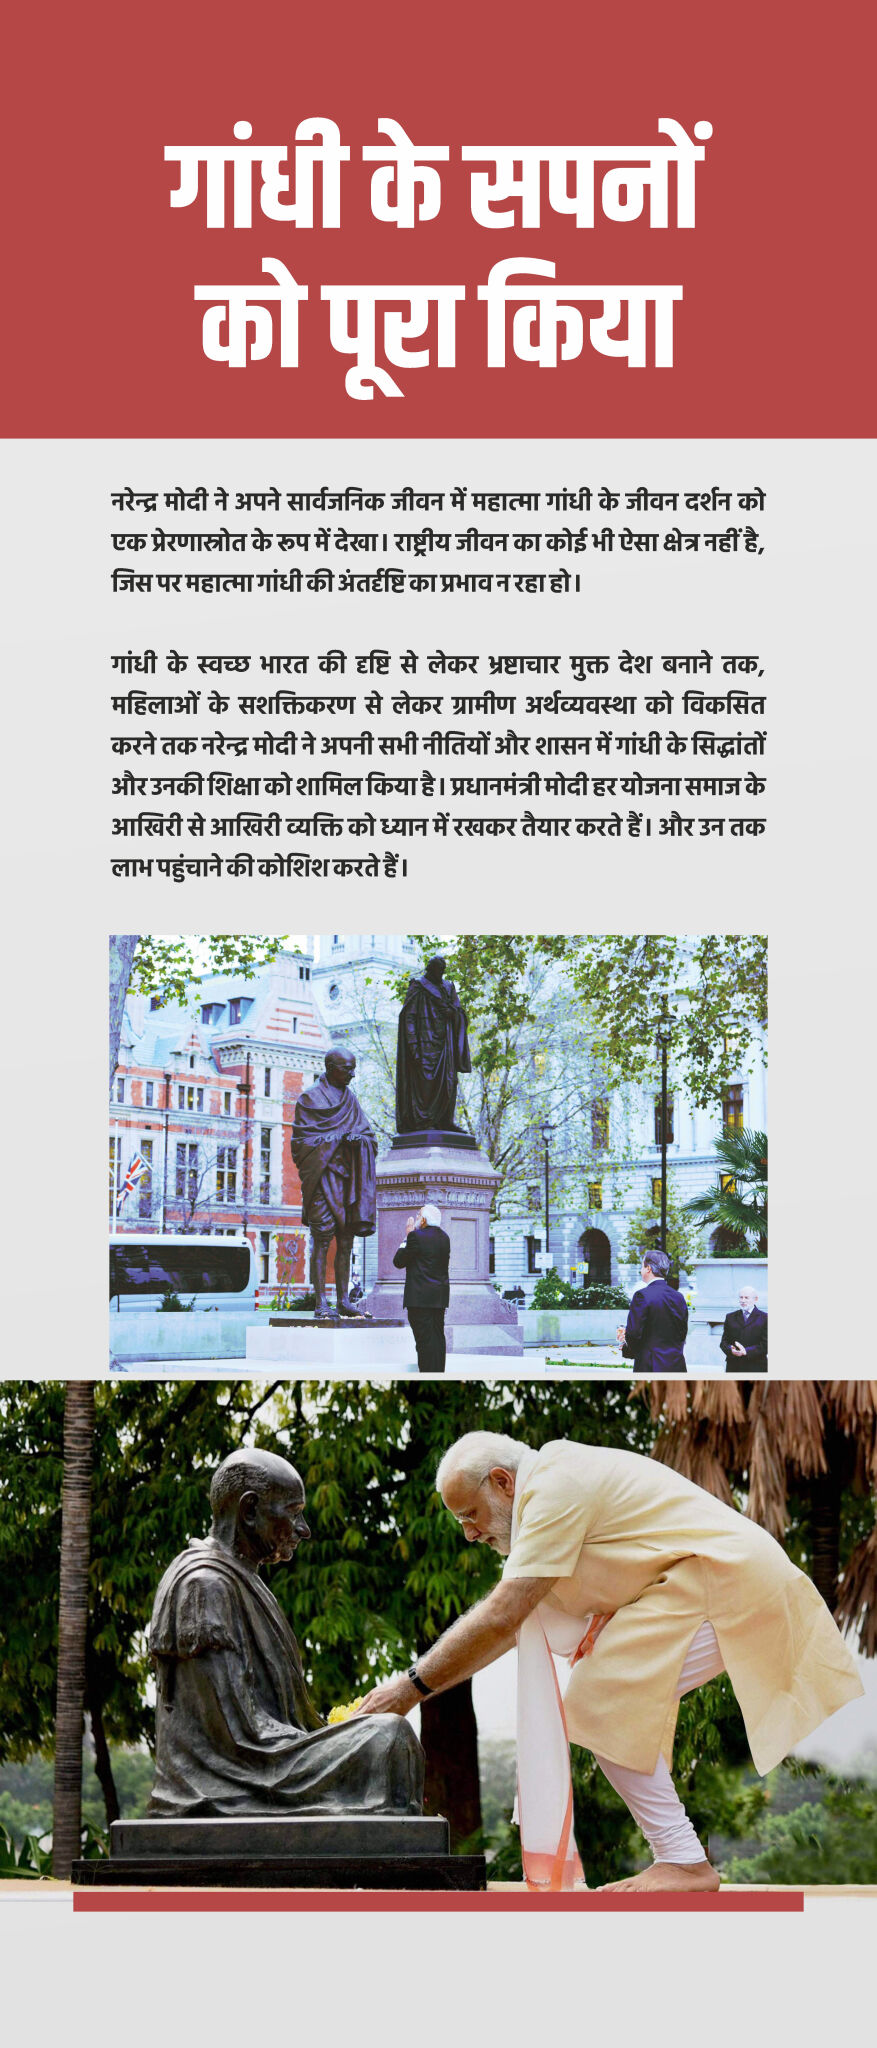 गांधी के सपनों
को पूरा किया
नरेन्द्र मोदी ने अपने सार्वजनिक जीवन में महात्मा गांधी के जीवन दर्शन को
एक प्रेरणास्त्रोत के रूप में देखा। राष्ट्रीय जीवन का कोई भी ऐसा क्षेत्र नहीं है,
जिस पर महात्मा गांधी की अंतर्दृष्टि का प्रभाव न रहा हो।
गांधी के स्वच्छ भारत की दृष्टि से लेकर भ्रष्टाचार मुक्त देश बनाने तक,
महिलाओं के सशक्तिकरण से लेकर ग्रामीण अर्थव्यवस्था को विकसित
करने तक नरेन्द्र मोदी ने अपनी सभी नीतियों और शासन में गांधी के सिद्धांतों
और उनकी शिक्षा को शामिल किया है। प्रधानमंत्री मोदी हर योजना समाज के
आखिरी से आखिरी व्यक्ति को ध्यान में रखकर तैयार करते हैं। और उन तक
लाभ पहुंचाने की कोशिश करते हैं।